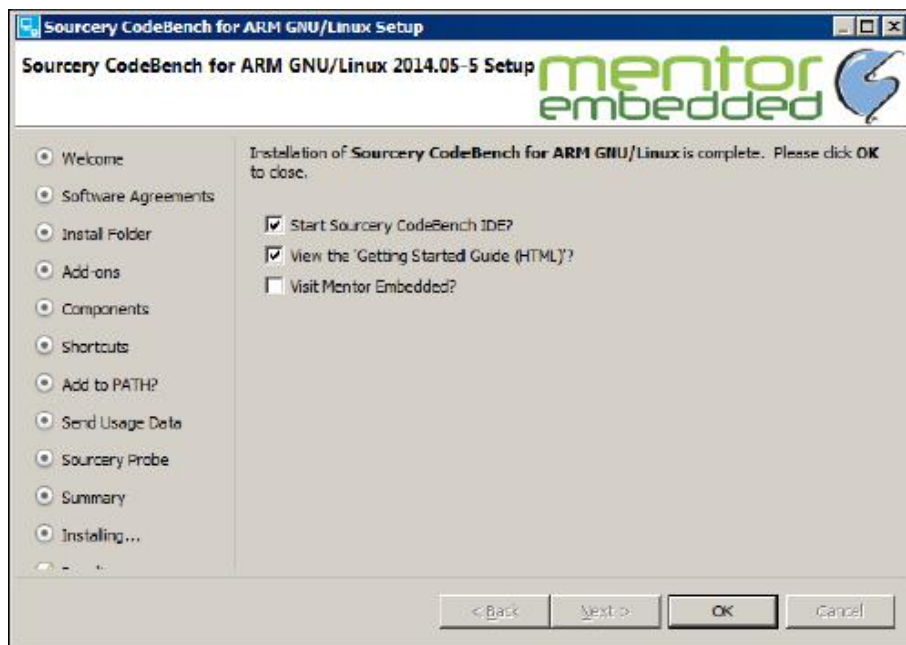 Sourcery CodeBench for ARM GNU/Linux Setup
Sourcery CodeBench for ARM GNU/Linux 2014.05-5 Setup
mentor
embedded
Welcome
Software Agreements
Install Folder
Add-ons
Components
Shortcuts
Add to PATH?
Send Usage Data
Sourcery Probe
Summary
Installing...
Installation of Sourcery CodeBench for ARM GNU/Linux is complete. Please click OK
to close.
Start Sourcery CodeBench IDE?
View the 'Getting Started Guide (HTML)'?
Visit Mentor Embedded?
< Back
Next >
OK
Cancel